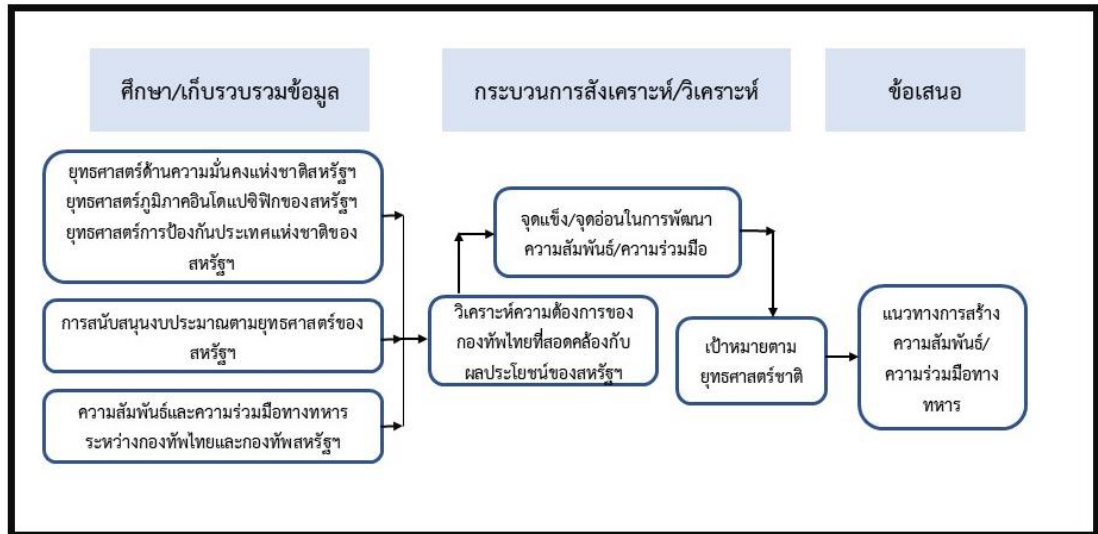 ศึกษา/เก็บรวบรวมข้อมูล
กระบวนการสังเคราะห์/วิเคราะห์
ข้อเสนอ
ยุทธศาสตร์ด้านความมั่นคงแห่งชาติสหรัฐฯ
ยุทธศาสตร์ภูมิภาคอินโดแปซิฟิกของสหรัฐฯ
ยุทธศาสตร์การป้องกันประเทศแห่งชาติของ
สหรัฐฯ
การสนับสนุนงบประมาณตามยุทธศาสตร์ของ
สหรัฐฯ
ความสัมพันธ์และความร่วมมือทางทหาร
ระหว่างกองทัพไทยและกองทัพสหรัฐฯ
จุดแข็ง/จุดอ่อนในการพัฒนา
ความสัมพันธ์/ความร่วมมือ
วิเคราะห์ความต้องการของ
กองทัพไทยที่สอดคล้องกับ
ผลประโยชน์ของสหรัฐฯ
เป้าหมายตาม
ยุทธศาสตร์ชาติ
แนวทางการสร้าง
ความสัมพันธ์/
ความร่วมมือทาง
ทหาร